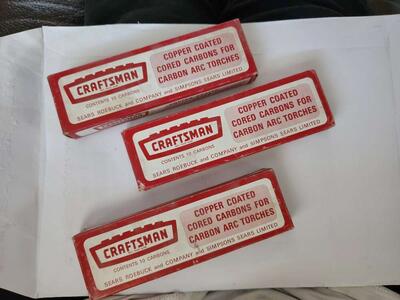 CRAFTSMAN
CONTENTS 10 CARBONS
COPPER COATED
CORED CARBONS FOR
CARBON ARC TORCHES
SEARS ROEBUCK and COMPANY and SIMPSONS SEARS LIMITED
CRAFTSMAN
CONTENTS 10 CARBONS
COPPER COATED
CORED CARBONS FOR
CARBON ARC TORCHES
SEARS ROEBUCK and COMPANY and SIMPSONS SEARS LIMITED
CRAFTSMAN
CONTENTS 10 CARBONS
COPPER COATED
CORED CARBONS FOR
CARBON ARC TORCHES
SEARS ROEBUCK and COMPANY and SIMPSONS SEARS LIMITED